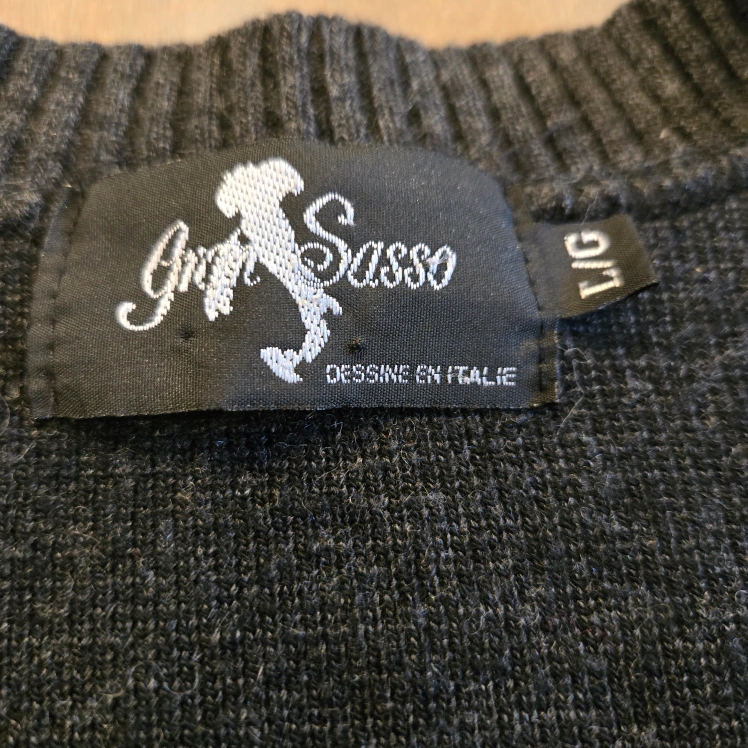 Gran Sasso
L/G
DESSINE EN ITALIE